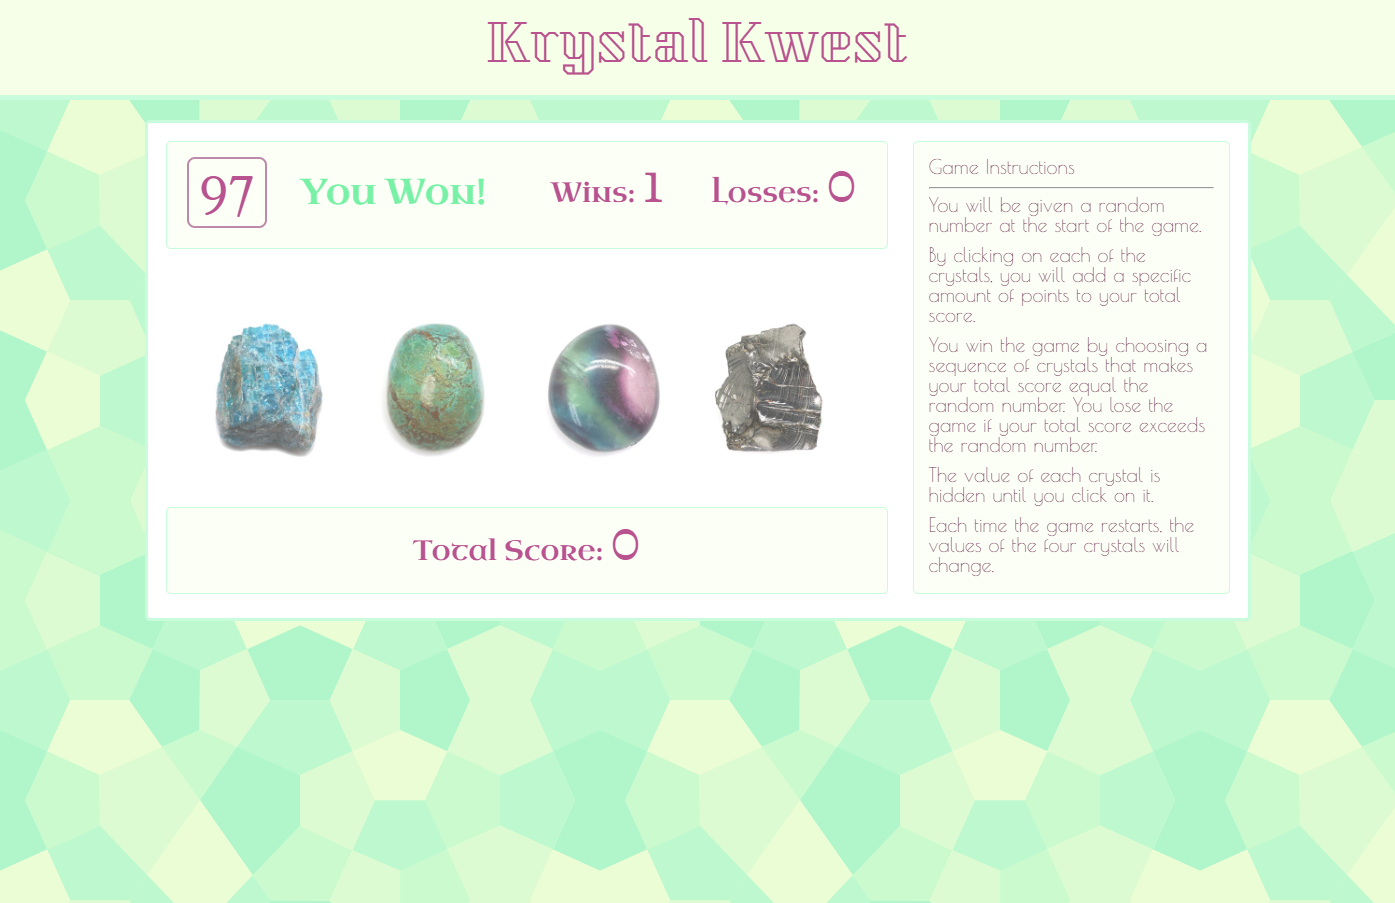 Krystal Kwest
97 You Won! Wins: 1 Losses: 0
Total Score: 0
Game Instructions
You will be given a random
number at the start of the game.
By clicking on each of the
crystals, you will add a specific
amount of points to your total
score.
You win the game by choosing a
sequence of crystals that makes
your total score equal the
random number. You lose the
game if your total score exceeds
the random number.
The value of each crystal is
hidden until you click on it.
Each time the game restarts, the
values of the four crystals will
change.